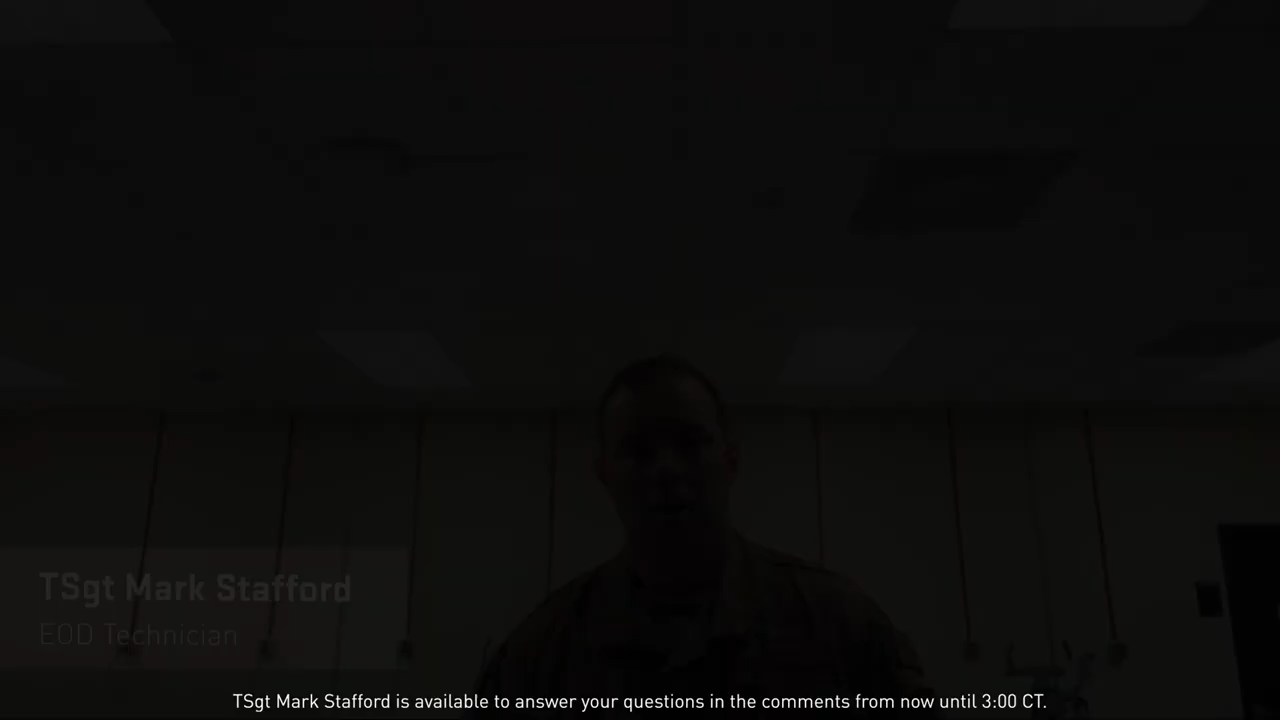 TSgt Mark Stafford
EOD Technician
TSgt Mark Stafford is available to answer your questions in the comments from now until 3:00 CT.